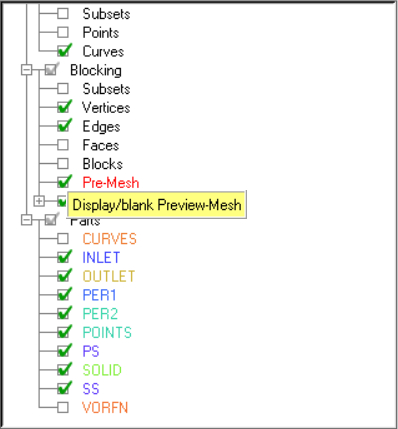 Subsets
Points
Curves
Blocking
Subsets
Vertices
Edges
Faces
Blocks
Pre-Mesh
Display/blank Preview-Mesh
Parts
CURVES
INLET
OUTLET
PER1
PER2
POINTS
PS
SOLID
SS
VORFN